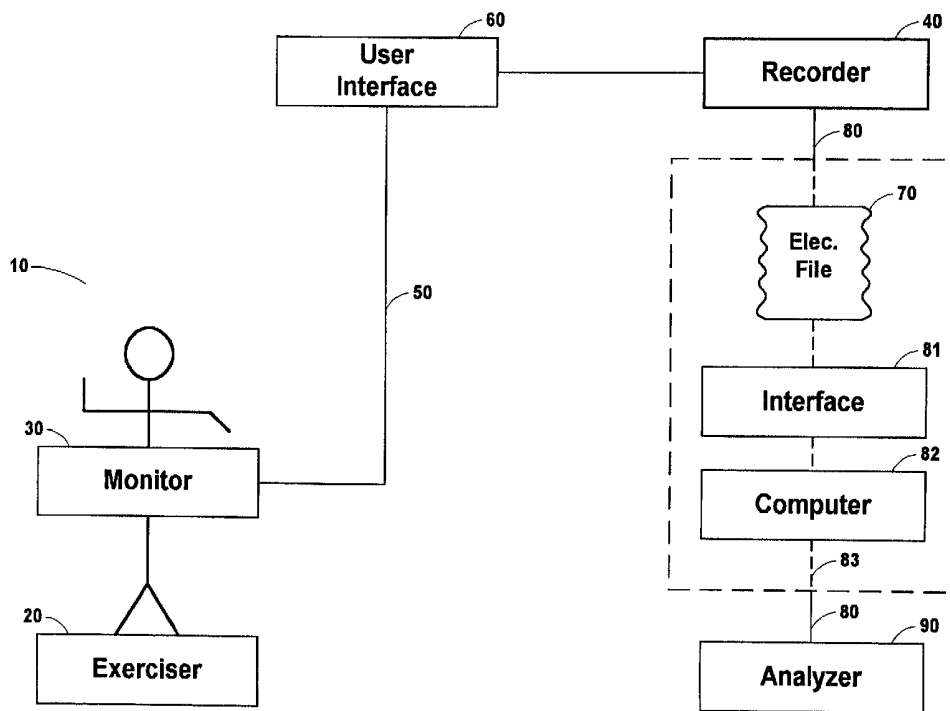 60
User
Interface
40
Recorder
80
70
Elec.
File
10
50
81
Interface
30
Monitor
82
Computer
83
20
Exerciser
80
90
Analyzer